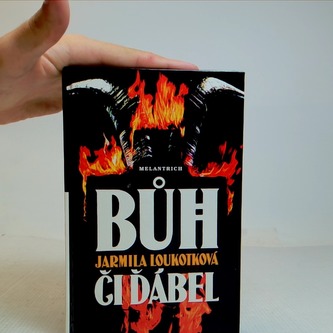 MELANTRICH
BŮH
JARMILA LOUKOTKOVÁ
ČI ĎÁBEL